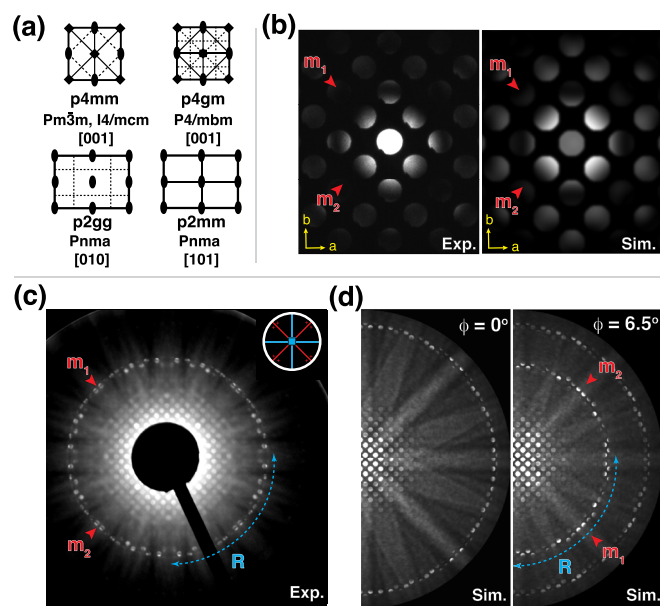 (a)
p4mm
Pm3̄m, I4/mcm
[001]
p4gm
P4/mbm
[001]
p2gg
Pnma
[010]
p2mm
Pnma
[101]
(b)
m₁
m₂
b
a
Exp.
m₁
m₂
b
a
Sim.
(c)
m₁
m₂
R
Exp.
(d)
ϕ = 0°
Sim.
ϕ = 6.5°
m₂
R
m₁
Sim.